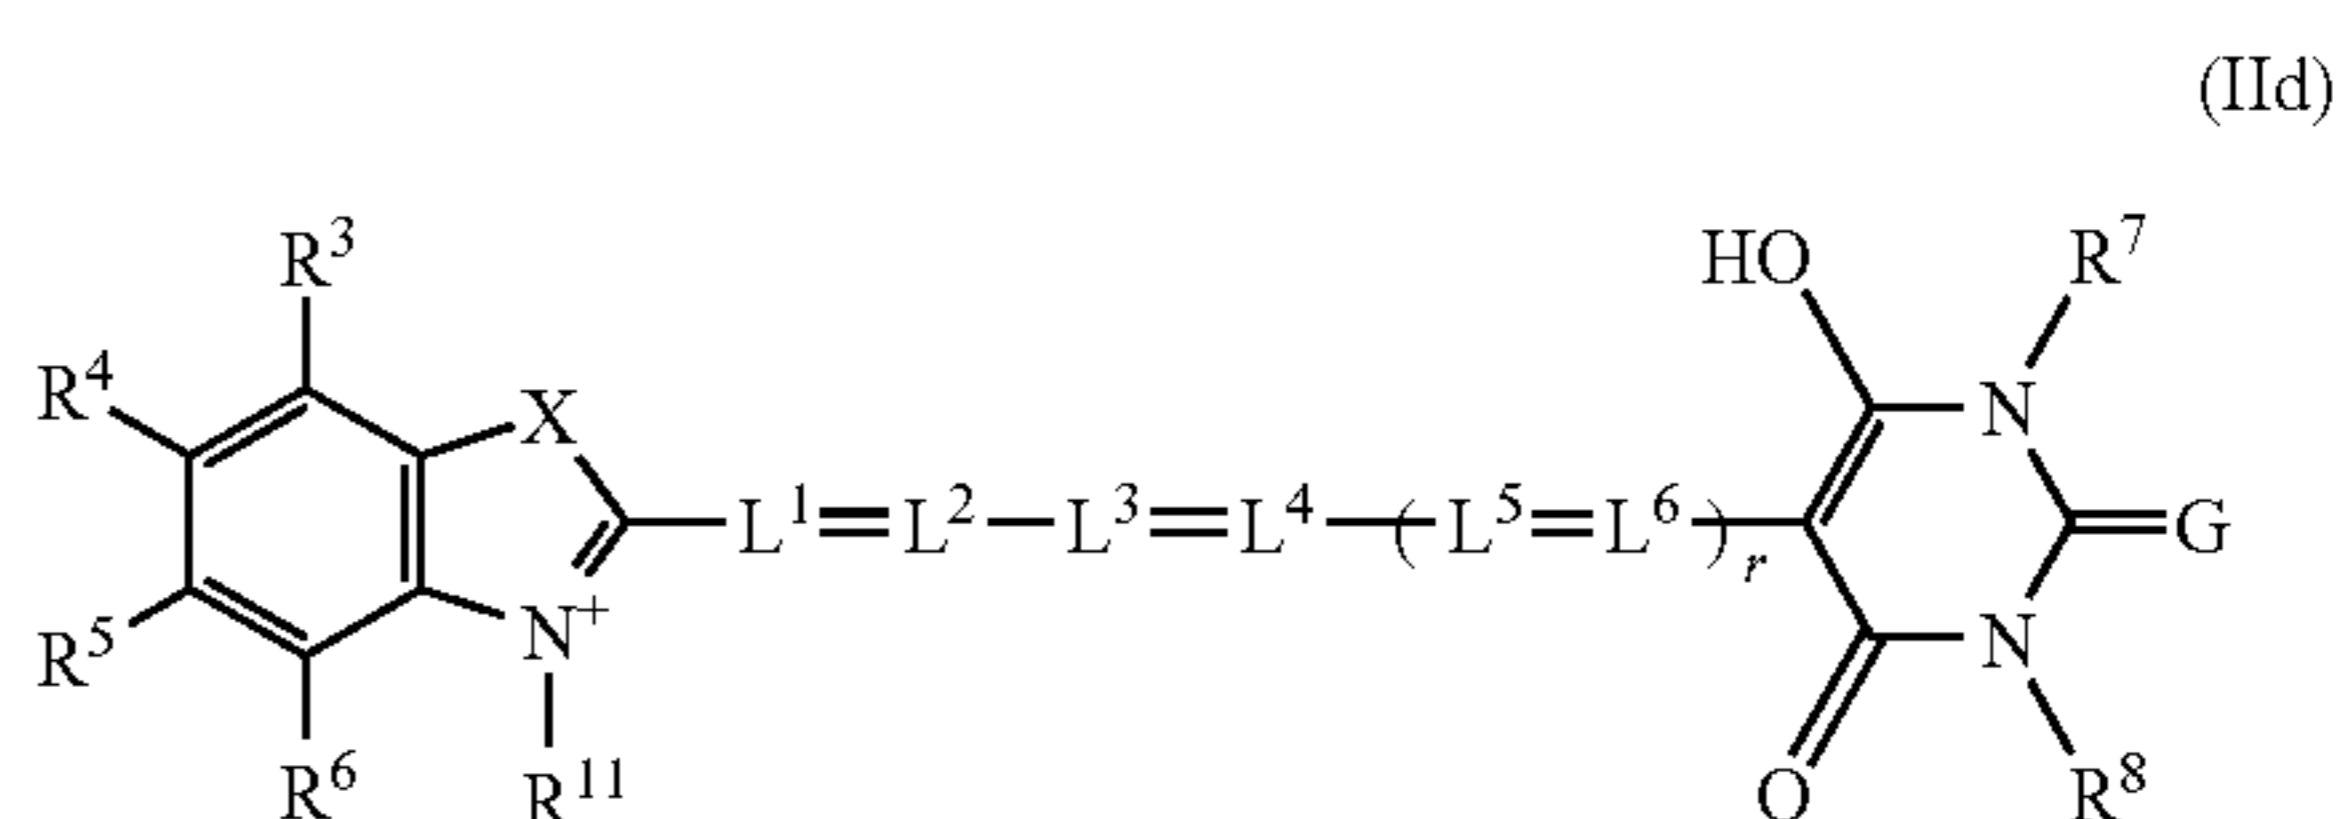 (IId)
R³ HO R⁷
R⁴ X N
L¹=L²—L³=L⁴—(L⁵=L⁶)r G
R⁵ N⁺ N
R⁶ R¹¹ O R⁸